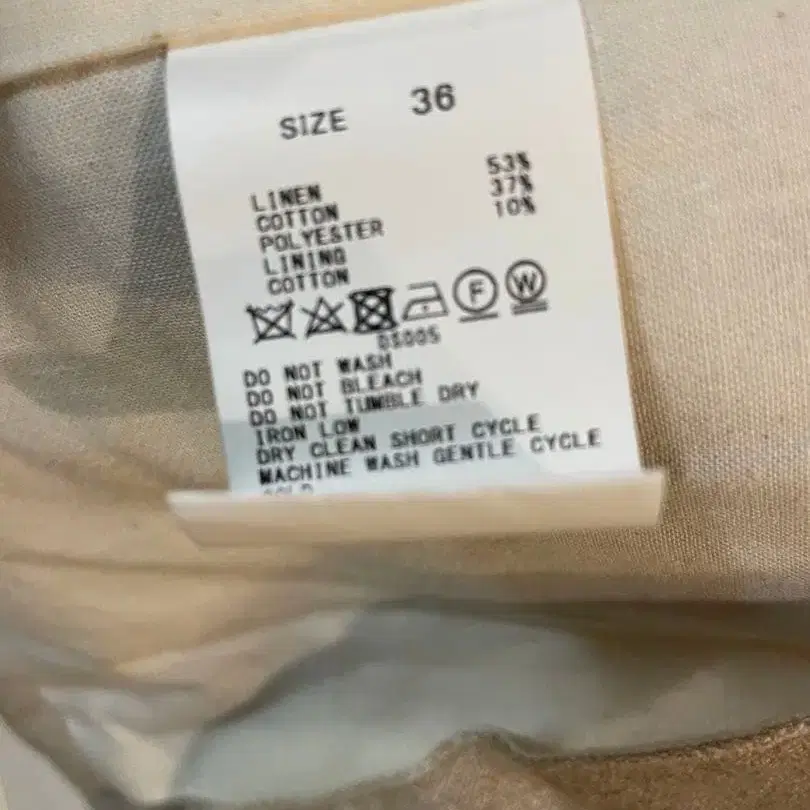 SIZE 36
LINEN 53%
COTTON 37%
POLYESTER 10%
LINING
COTTON
F W
DS005
DO NOT WASH
DO NOT BLEACH
DO NOT TUMBLE DRY
IRON LOW
DRY CLEAN SHORT CYCLE
MACHINE WASH GENTLE CYCLE